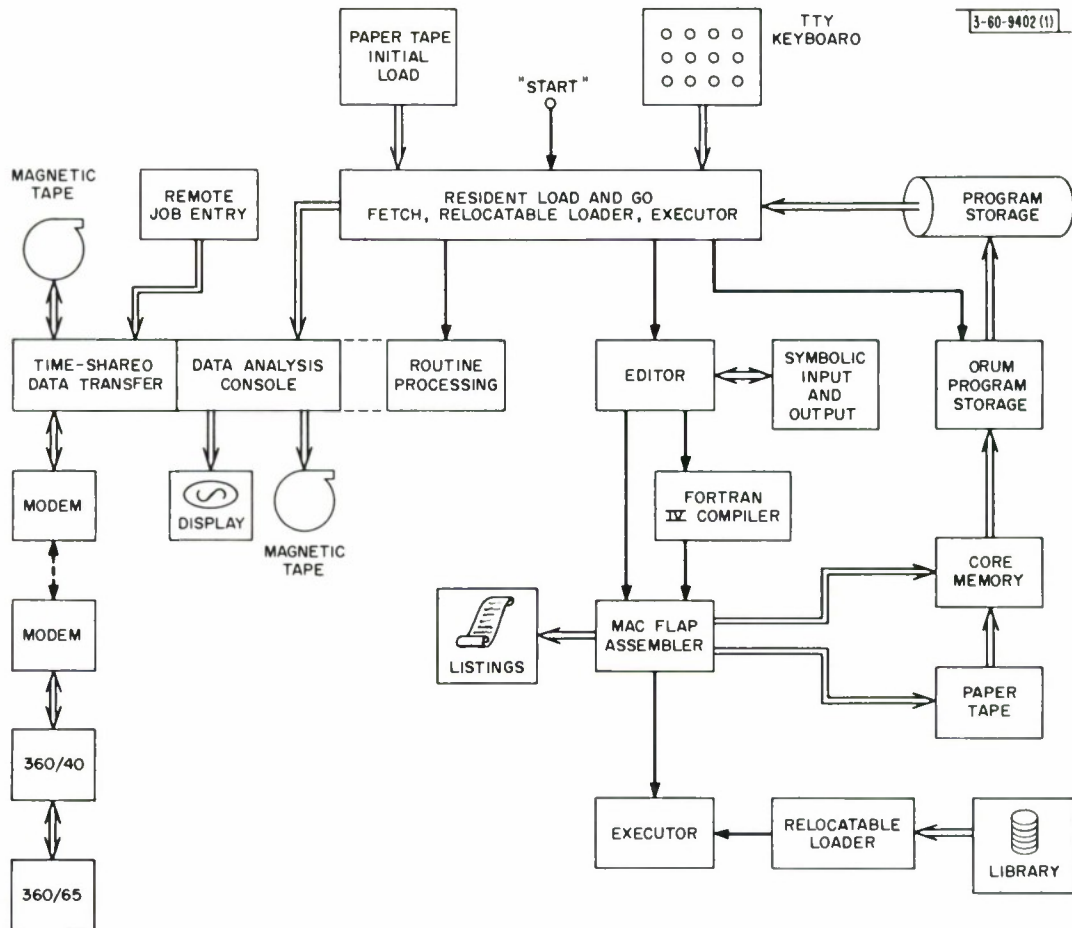 3-60-9402(1)
PAPER TAPE
INITIAL
LOAD
"START"
TTY
KEYBOARD
MAGNETIC
TAPE
REMOTE
JOB ENTRY
RESIDENT LOAD AND GO
FETCH, RELOCATABLE LOADER, EXECUTOR
PROGRAM
STORAGE
TIME-SHAREO
DATA TRANSFER
DATA ANALYSIS
CONSOLE
ROUTINE
PROCESSING
EDITOR
SYMBOLIC
INPUT
AND
OUTPUT
ORUM
PROGRAM
STORAGE
MODEM
DISPLAY
MAGNETIC
TAPE
FORTRAN
IV COMPILER
CORE
MEMORY
MODEM
LISTINGS
MAC FLAP
ASSEMBLER
PAPER
TAPE
360/40
EXECUTOR
RELOCATABLE
LOADER
LIBRARY
360/65